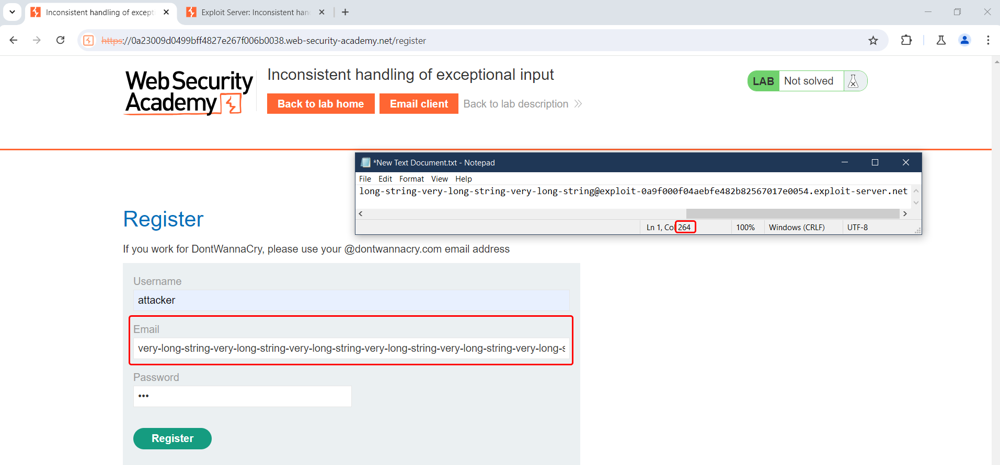 Inconsistent handling of except
Exploit Server: Inconsistent han
https://0a23009d0499bff4827e267f006b0038.web-security-academy.net/register
Web Security
Academy
Inconsistent handling of exceptional input
Back to lab home
Email client
Back to lab description
LAB
Not solved
*New Text Document.txt - Notepad
File Edit Format View Help
long-string-very-long-string-very-long-string@exploit-0a9f000f04aebfe482b82567017e0054.exploit-server.net
Ln 1, Col 264
100%
Windows (CRLF)
UTF-8
Register
If you work for DontWannaCry, please use your @dontwannacry.com email address
Username
attacker
Email
very-long-string-very-long-string-very-long-string-very-long-string-very-long-string-very-long-s
Password
•••
Register